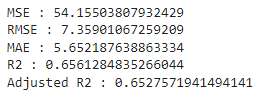 MSE : 54.15503807932429
RMSE : 7.35901067259209
MAE : 5.652187638863334
R2 : 0.6561284835266044
Adjusted R2 : 0.6527571941494141